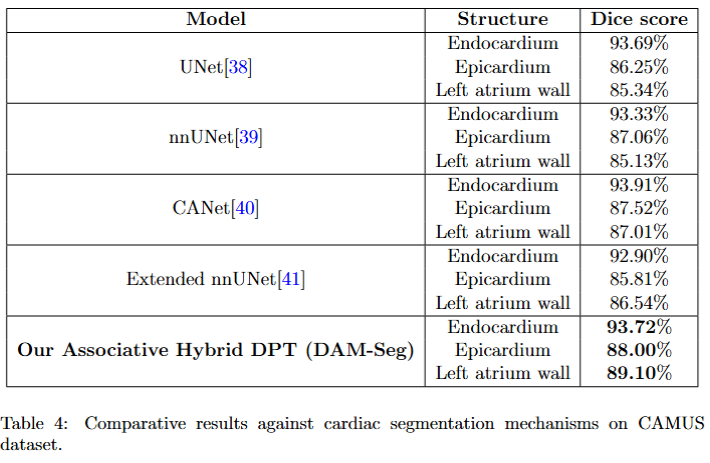 Model Structure Dice score
Endocardium 93.69%
UNet[38] Epicardium 86.25%
Left atrium wall 85.34%
Endocardium 93.33%
nnUNet[39] Epicardium 87.06%
Left atrium wall 85.13%
Endocardium 93.91%
CANet[40] Epicardium 87.52%
Left atrium wall 87.01%
Endocardium 92.90%
Extended nnUNet[41] Epicardium 85.81%
Left atrium wall 86.54%
Endocardium 93.72%
Our Associative Hybrid DPT (DAM-Seg) Epicardium 88.00%
Left atrium wall 89.10%
Table 4: Comparative results against cardiac segmentation mechanisms on CAMUS
dataset.